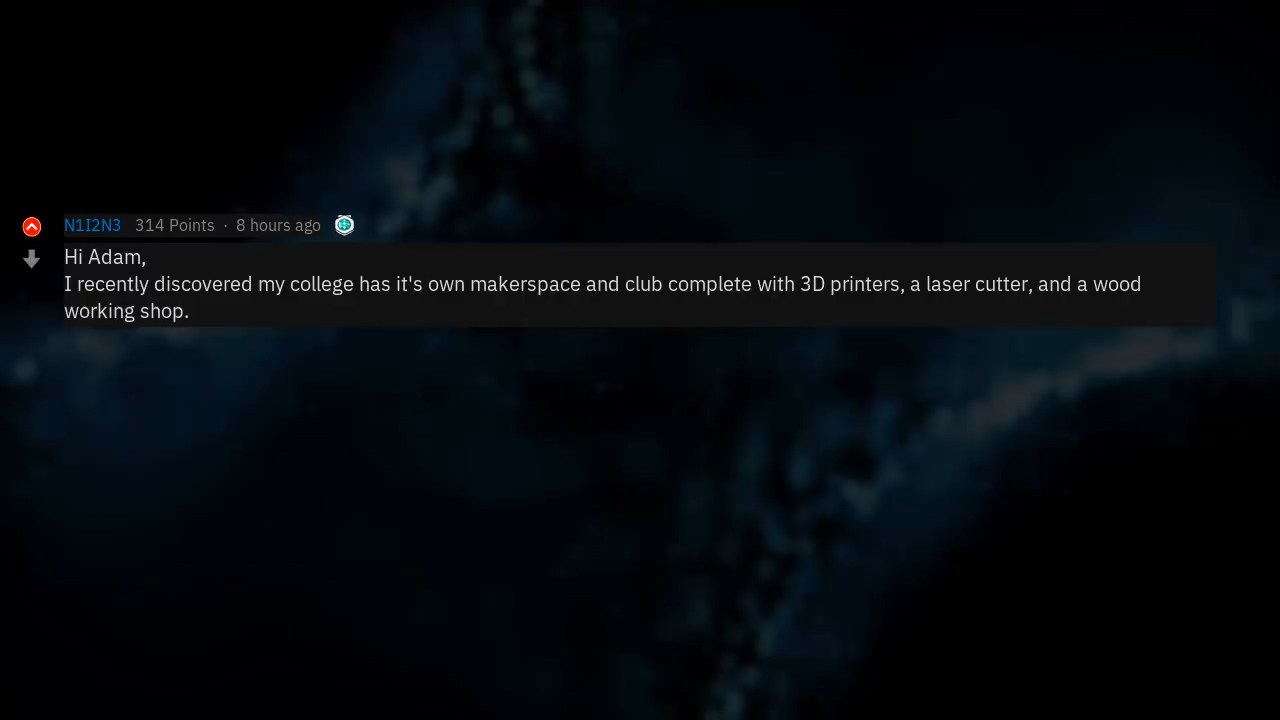 N1I2N3 314 Points · 8 hours ago
Hi Adam,
I recently discovered my college has it's own makerspace and club complete with 3D printers, a laser cutter, and a wood
working shop.